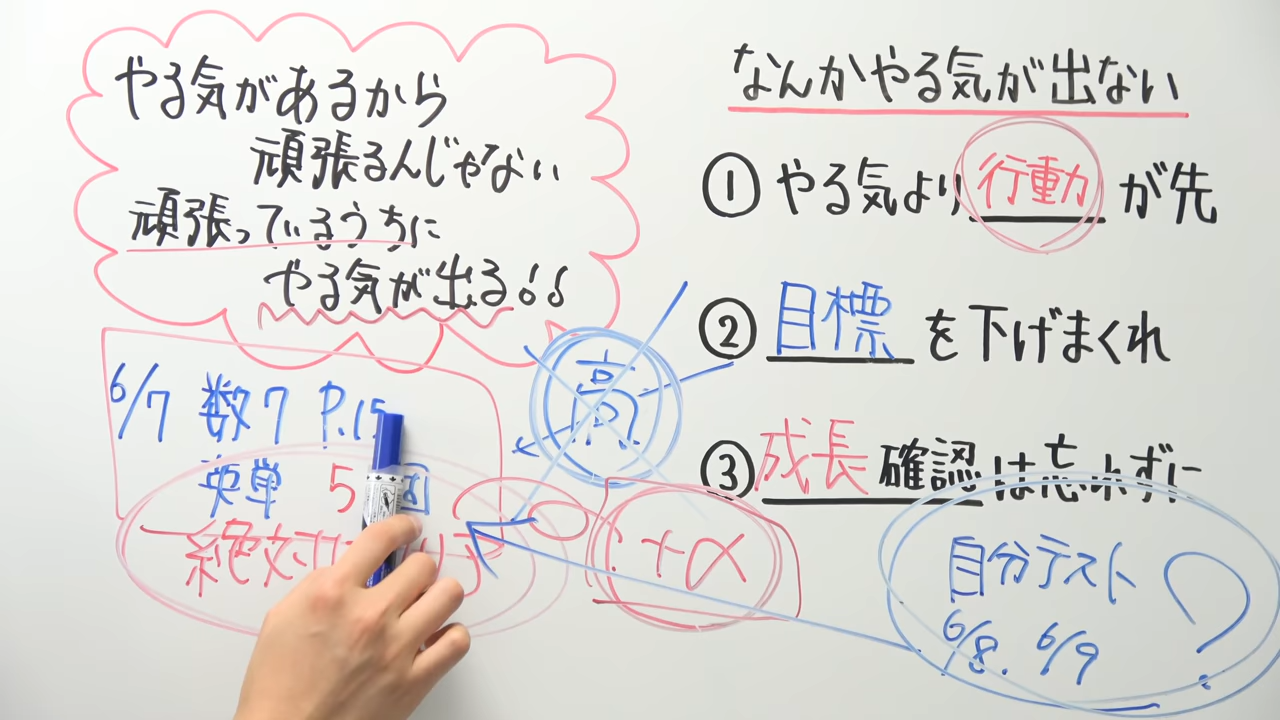 やる気があるから
頑張るんじゃない
頑張っているうちに
やる気が出る!!
6/7 数7 P.15
英単 5回
絶対
高
+α
なんかやる気が出ない
① やる気より行動が先
② 目標を下げまくれ
③ 成長確認は忘れずに
自分テスト
6/8. 6/9
?